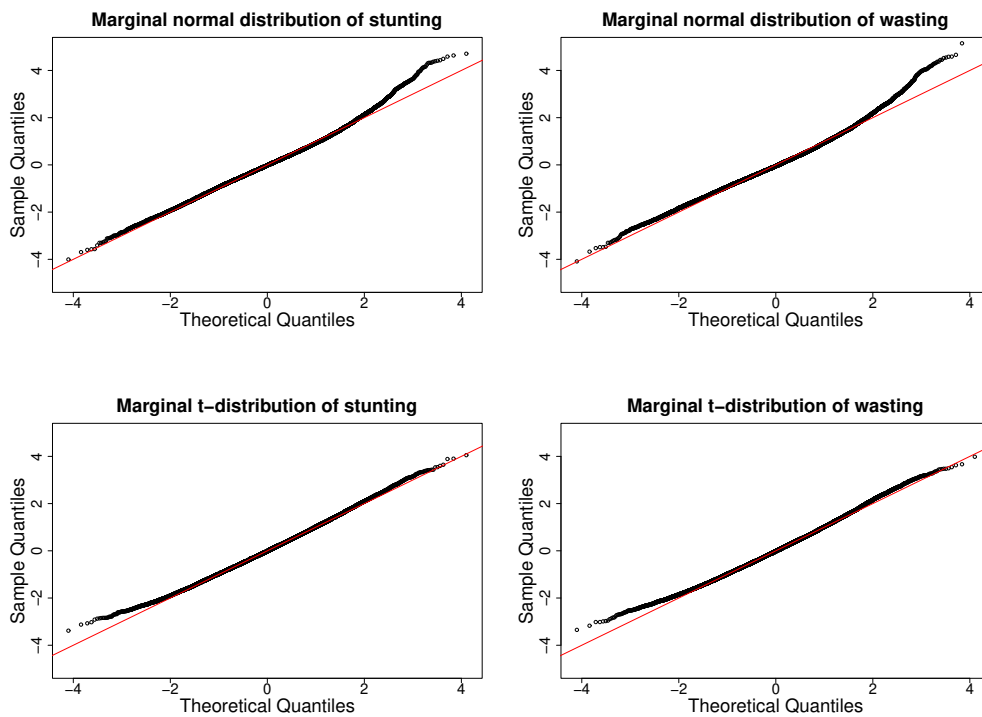 Marginal normal distribution of stunting
Sample Quantiles
4
2
0
−2
−4
−4 −2 0 2 4
Theoretical Quantiles
Marginal normal distribution of wasting
Sample Quantiles
4
2
0
−2
−4
−4 −2 0 2 4
Theoretical Quantiles
Marginal t−distribution of stunting
Sample Quantiles
4
2
0
−2
−4
−4 −2 0 2 4
Theoretical Quantiles
Marginal t−distribution of wasting
Sample Quantiles
4
2
0
−2
−4
−4 −2 0 2 4
Theoretical Quantiles